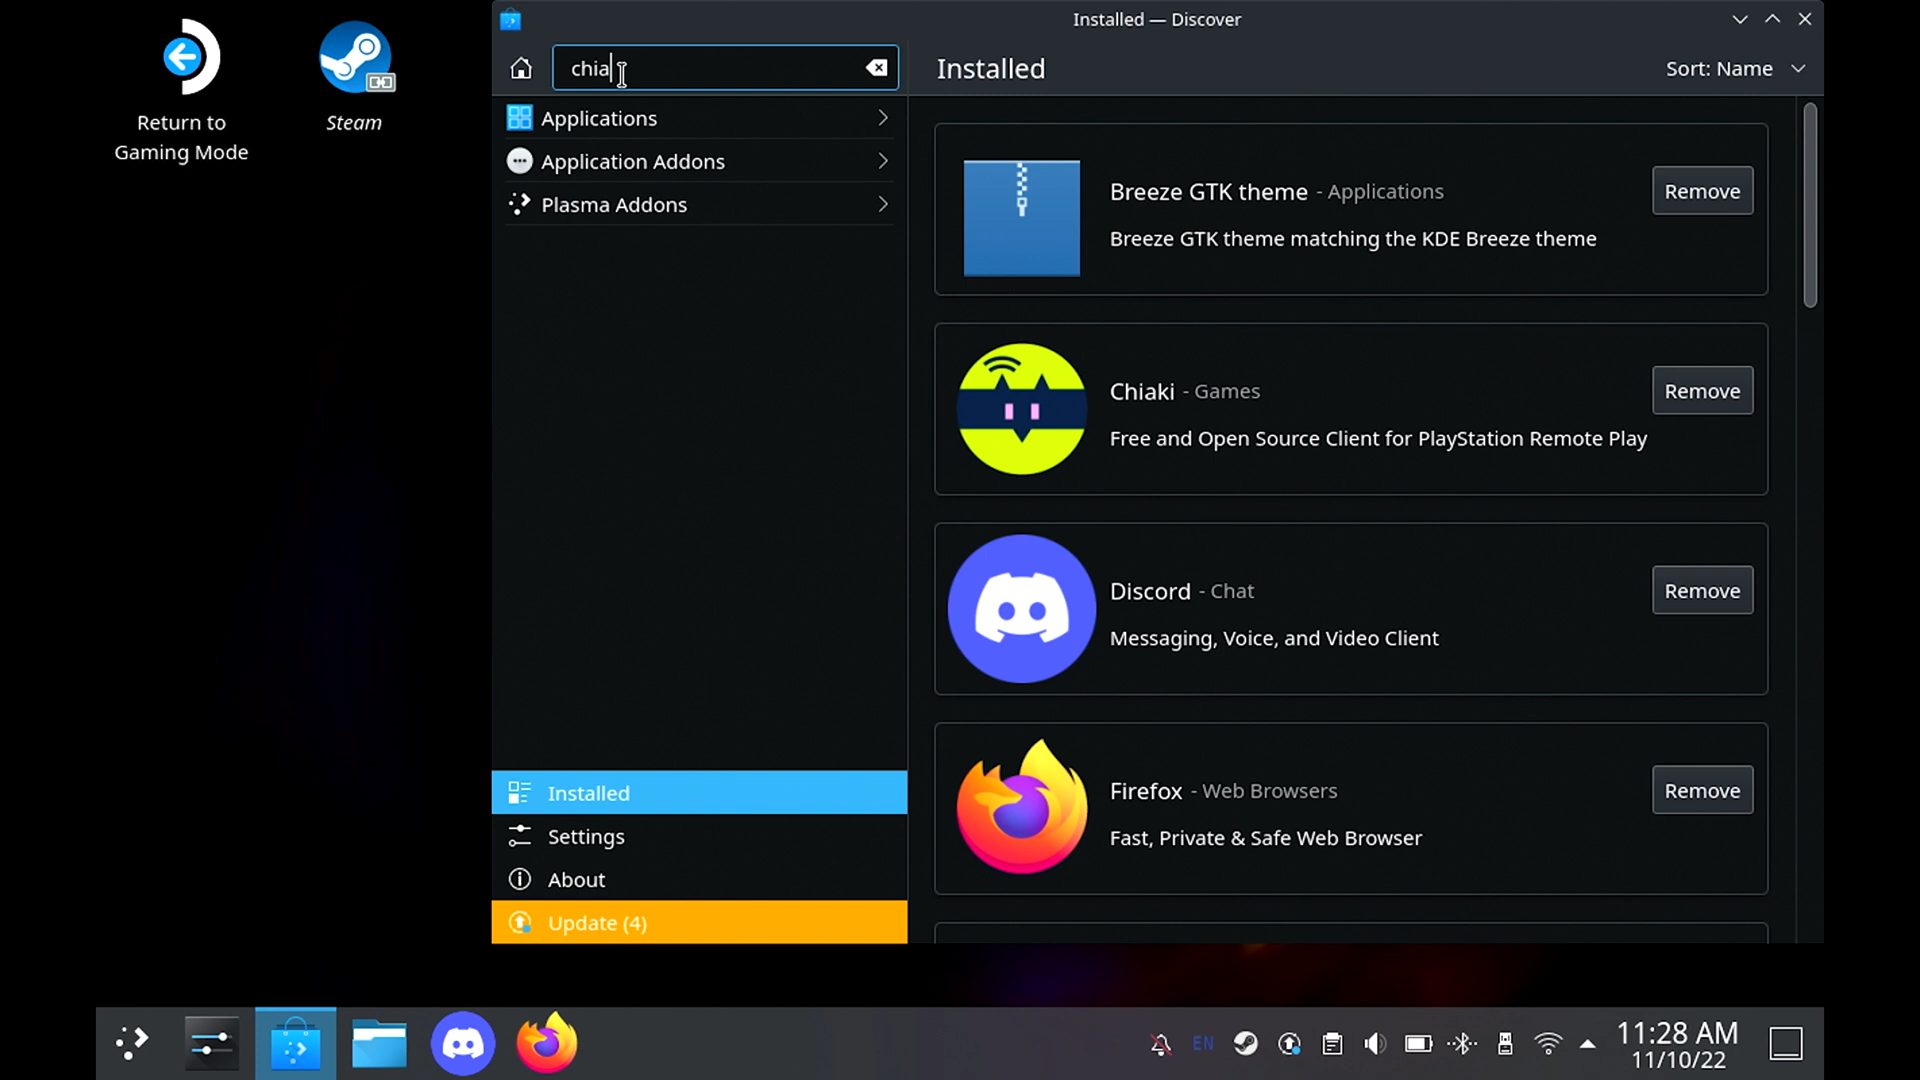 Return to
Gaming Mode
Steam
Installed — Discover
chia
Installed
Sort: Name
Applications
Application Addons
Plasma Addons
Breeze GTK theme - Applications
Remove
Breeze GTK theme matching the KDE Breeze theme
Chiaki - Games
Remove
Free and Open Source Client for PlayStation Remote Play
Discord - Chat
Remove
Messaging, Voice, and Video Client
Firefox - Web Browsers
Remove
Fast, Private & Safe Web Browser
Installed
Settings
About
Update (4)
EN
11:28 AM
11/10/22